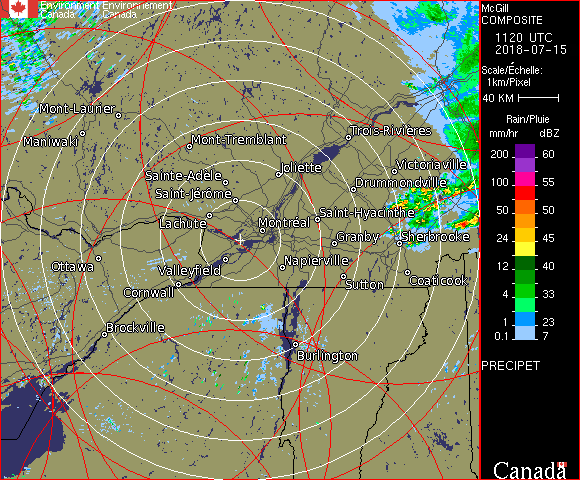 Environment Environnement
Canada Canada
McGill
COMPOSITE
1120 UTC
2018-07-15
Scale/Échelle:
1km/Pixel
40 KM
Rain/Pluie
mm/hr dBZ
200 60
100 55
50 50
24 45
12 40
4 33
1 23
0.1 7
PRECIPET
Canada
Mont-Laurier
Maniwaki
Mont-Tremblant
Trois-Rivières
Sainte-Adèle
Joliette
Victoriaville
Saint-Jérôme
Drummondville
Lachute
Montréal
Saint-Hyacinthe
Granby
Sherbrooke
Ottawa
Valleyfield
Napierville
Cornwall
Sutton
Coaticook
Brockville
Burlington